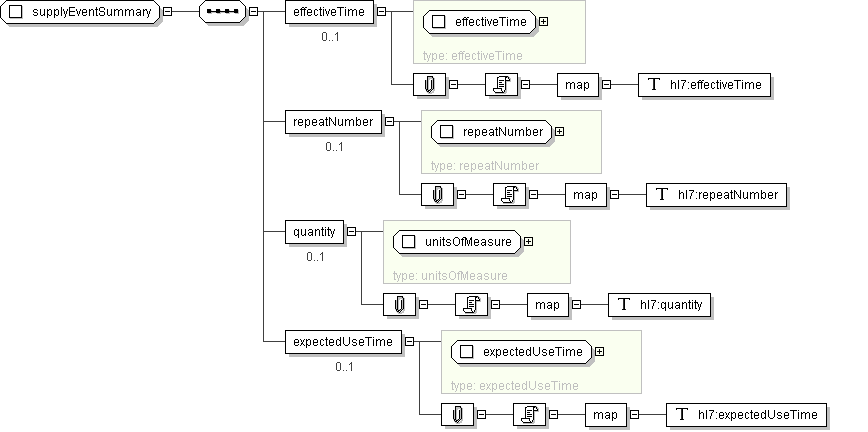 supplyEventSummary
effectiveTime
0..1
effectiveTime
type: effectiveTime
map
T hl7:effectiveTime
repeatNumber
0..1
repeatNumber
type: repeatNumber
map
T hl7:repeatNumber
quantity
0..1
unitsOfMeasure
type: unitsOfMeasure
map
T hl7:quantity
expectedUseTime
0..1
expectedUseTime
type: expectedUseTime
map
T hl7:expectedUseTime